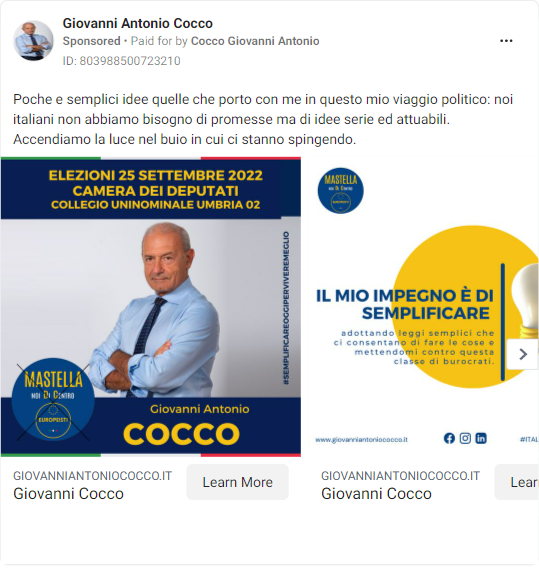 Giovanni Antonio Cocco
Sponsored • Paid for by Cocco Giovanni Antonio
ID: 803988500723210
Poche e semplici idee quelle che porto con me in questo mio viaggio politico: noi
italiani non abbiamo bisogno di promesse ma di idee serie ed attuabili.
Accendiamo la luce nel buio in cui ci stanno spingendo.
ELEZIONI 25 SETTEMBRE 2022
CAMERA DEI DEPUTATI
COLLEGIO UNINOMINALE UMBRIA 02
#SEMPLIFICAREOGGIPERVIVEREMEGLIO
MASTELLA
NOI DI CENTRO
EUROPEISTI
Giovanni Antonio
COCCO
GIOVANNIANTONIOCOCCO.IT
Giovanni Cocco
Learn More
MASTELLA
NOI DI CENTRO
EUROPEISTI
IL MIO IMPEGNO È DI
SEMPLIFICARE
adottando leggi semplici che
ci consentano di fare le cose e
mettendomi contro questa
classe di burocrati.
www.giovanniantoniococco.it
#ITAL
GIOVANNIANTONIOCOCCO.IT
Giovanni Cocco
Lear